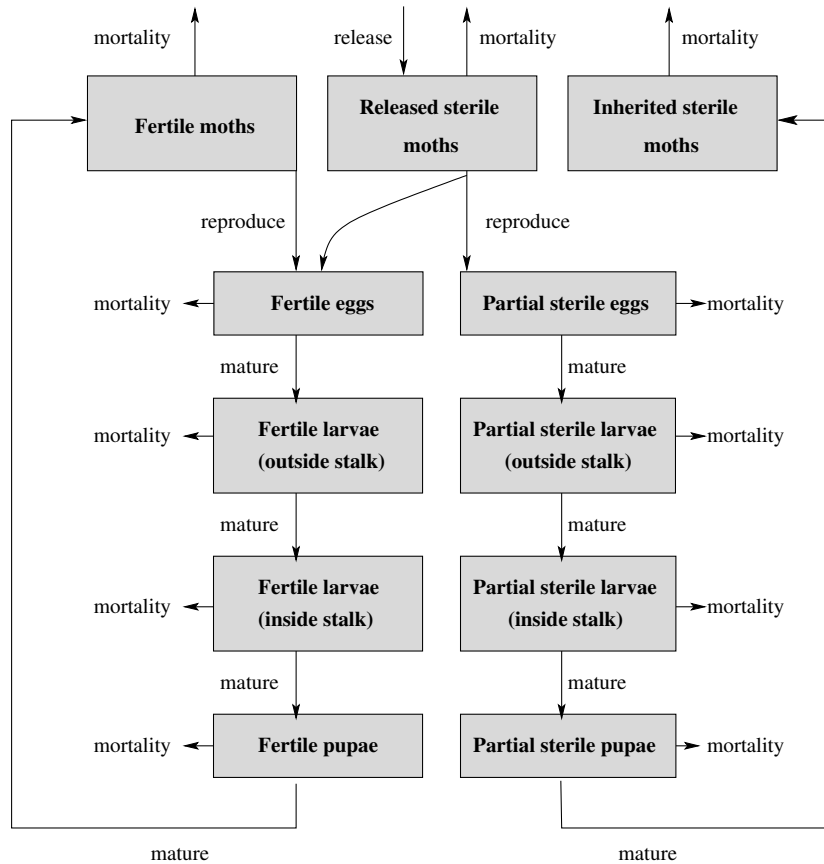 mortality
release
mortality
mortality
Fertile moths
Released sterile
moths
Inherited sterile
moths
reproduce
reproduce
mortality
Fertile eggs
Partial sterile eggs
mortality
mature
mature
mortality
Fertile larvae
(outside stalk)
Partial sterile larvae
(outside stalk)
mortality
mature
mature
mortality
Fertile larvae
(inside stalk)
Partial sterile larvae
(inside stalk)
mortality
mature
mature
mortality
Fertile pupae
Partial sterile pupae
mortality
mature
mature